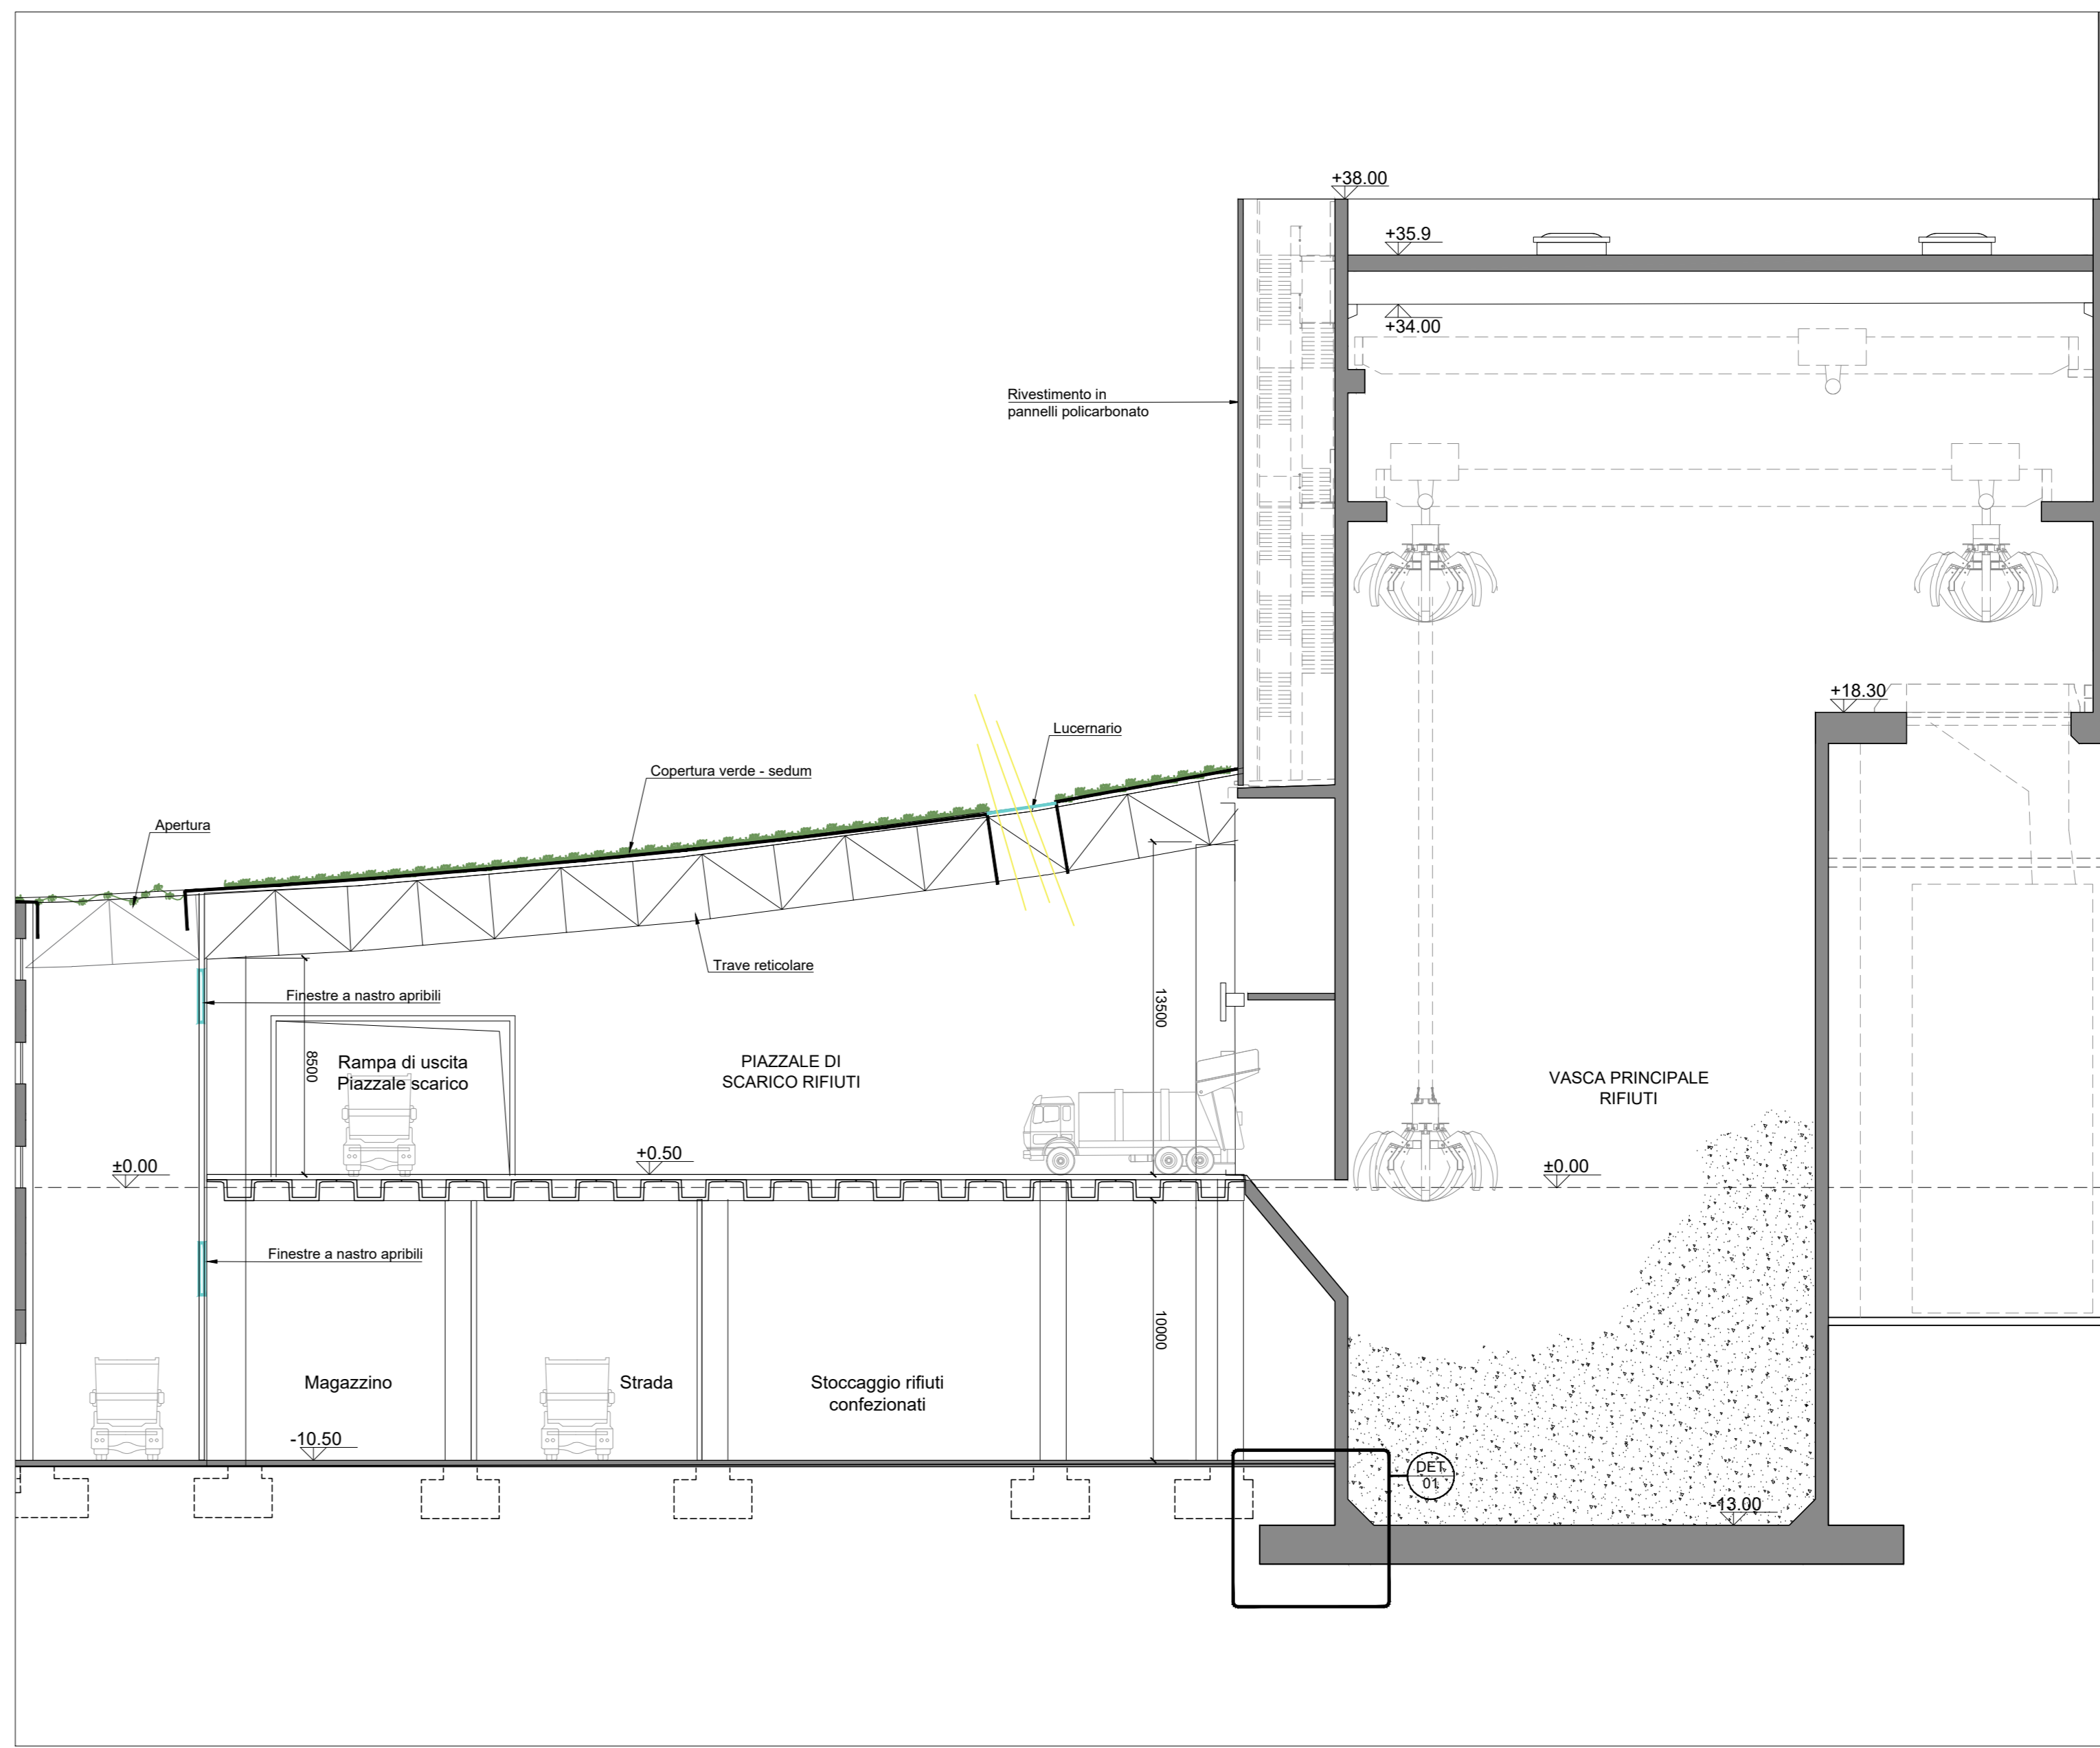 +38.00
+35.9
+34.00
Rivestimento in
pannelli policarbonato
+18.30
Lucernario
Copertura verde - sedum
Apertura
Trave reticolare
Finestre a nastro apribili
13500
8500
Rampa di uscita
Piazzale scarico
PIAZZALE DI
SCARICO RIFIUTI
VASCA PRINCIPALE
RIFIUTI
±0.00
+0.50
±0.00
Finestre a nastro apribili
10000
Magazzino
Strada
Stoccaggio rifiuti
confezionati
-10.50
DET.
01
-13.00